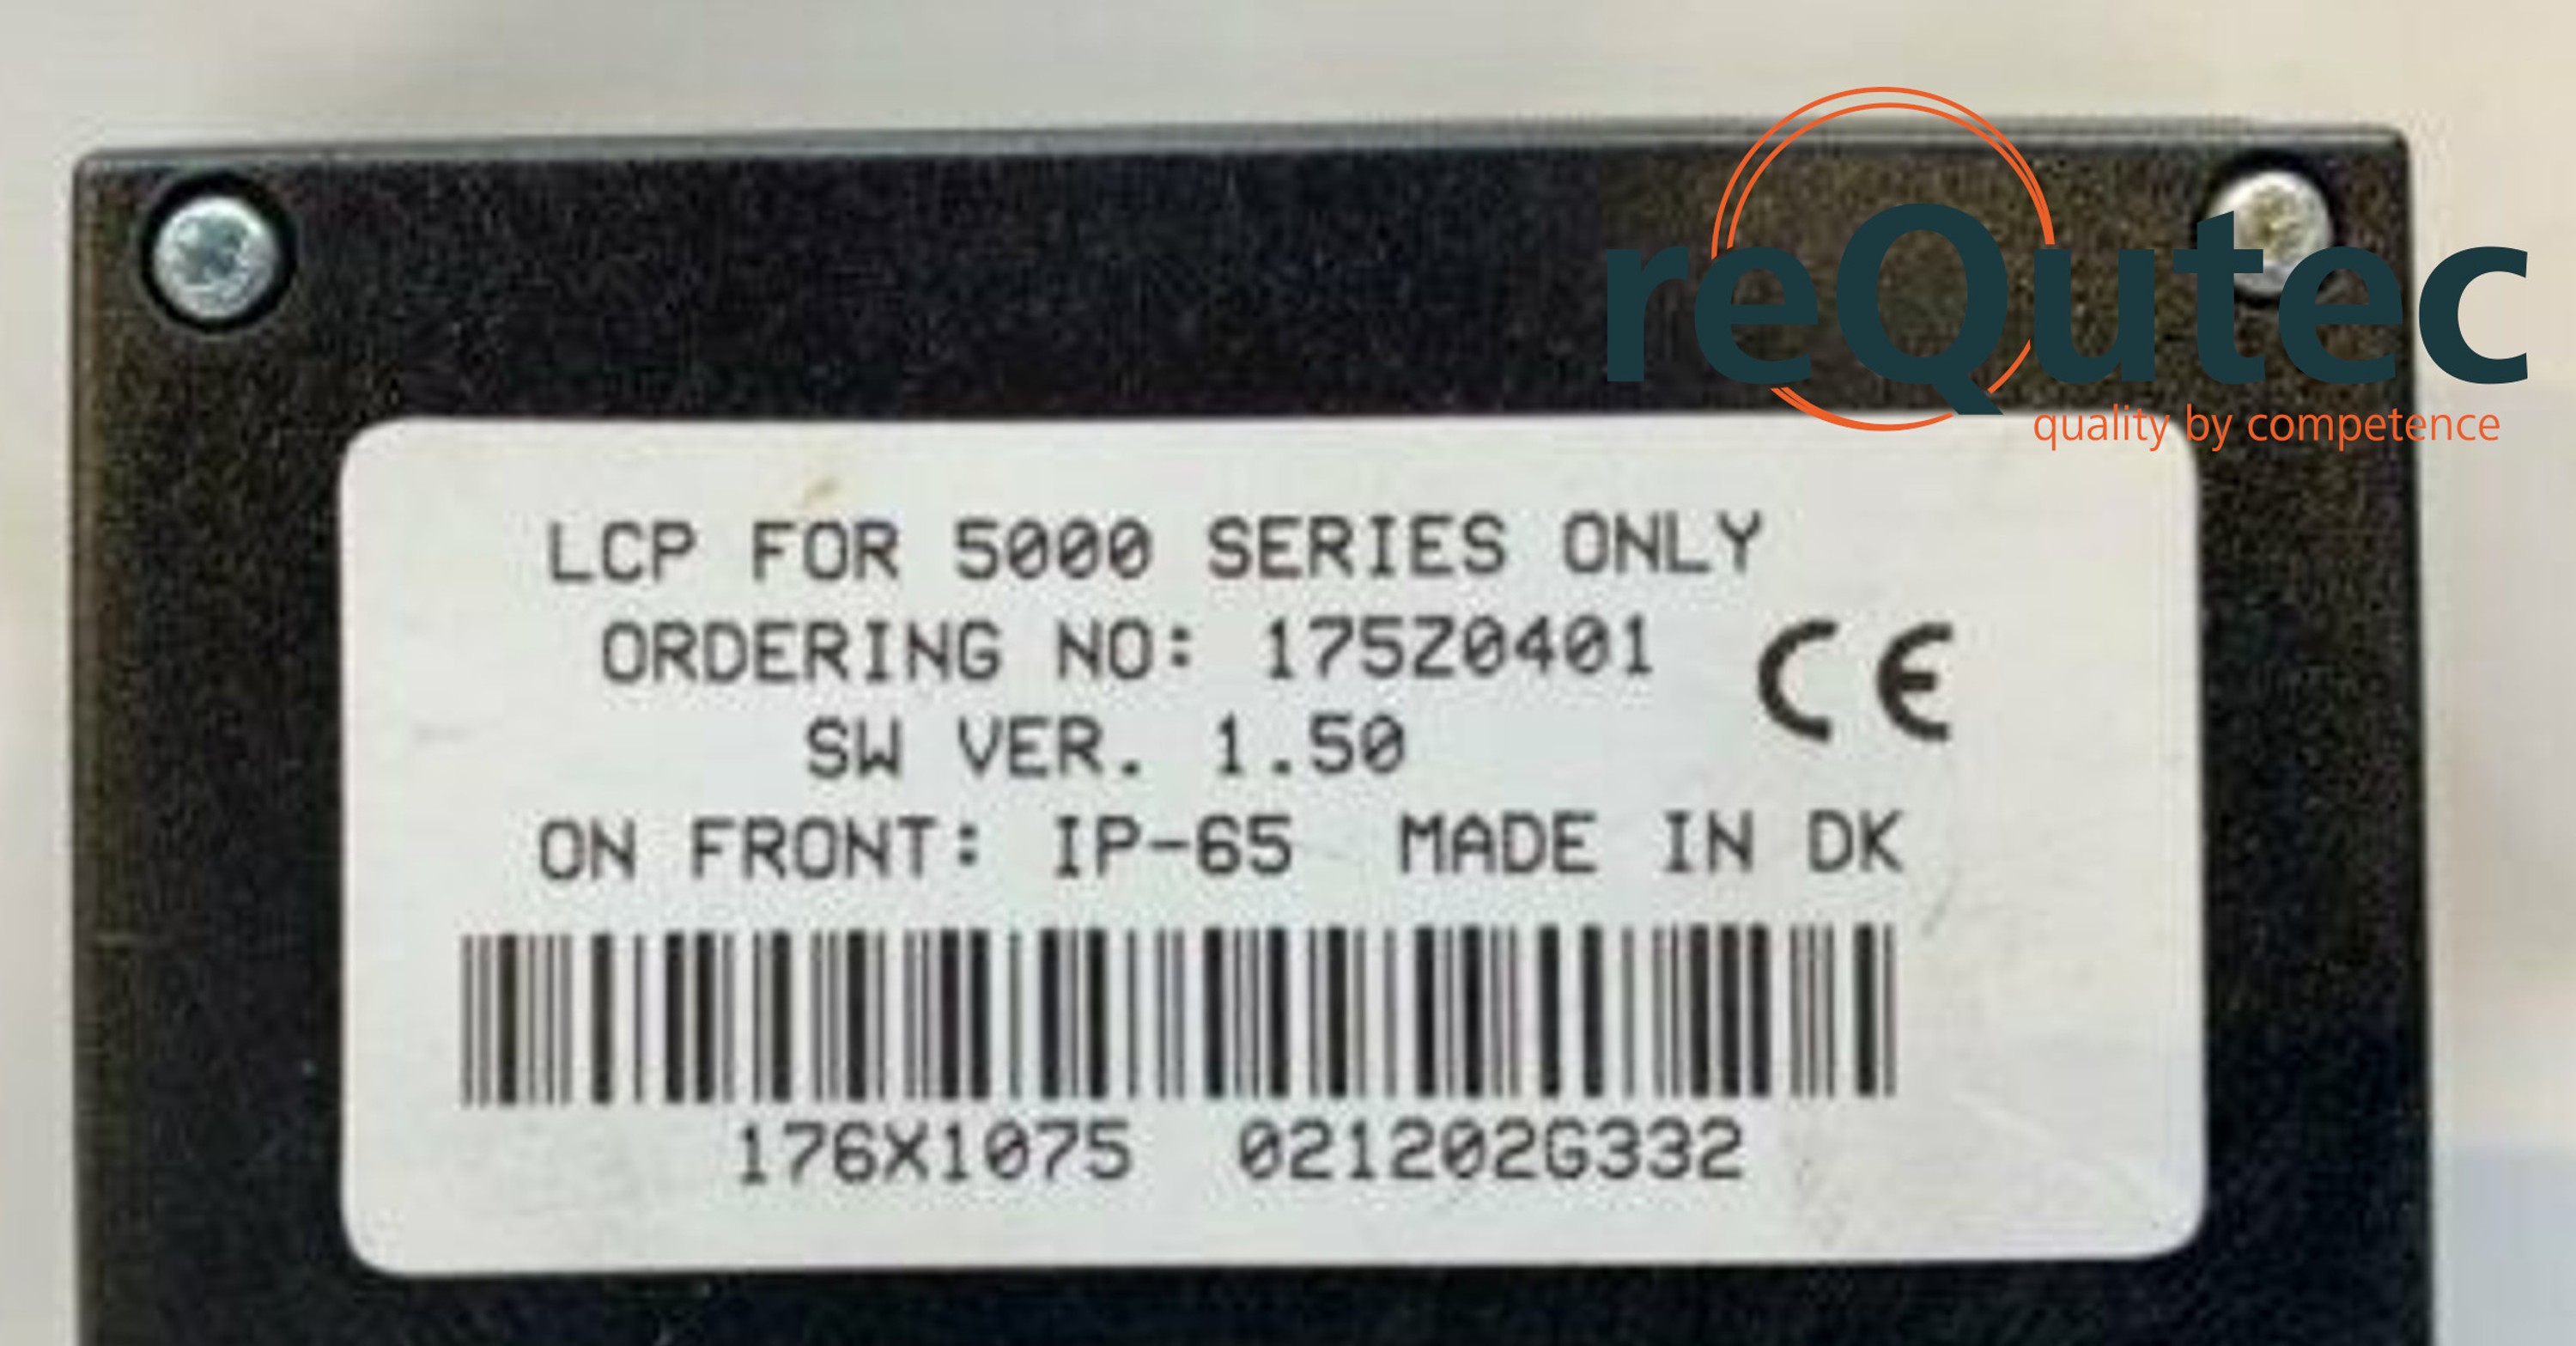 reQutec
quality by competence
LCP FOR 5000 SERIES ONLY
ORDERING NO: 175Z0401
CE
SW VER. 1.50
ON FRONT: IP-65 MADE IN DK
176X1075 021202G332